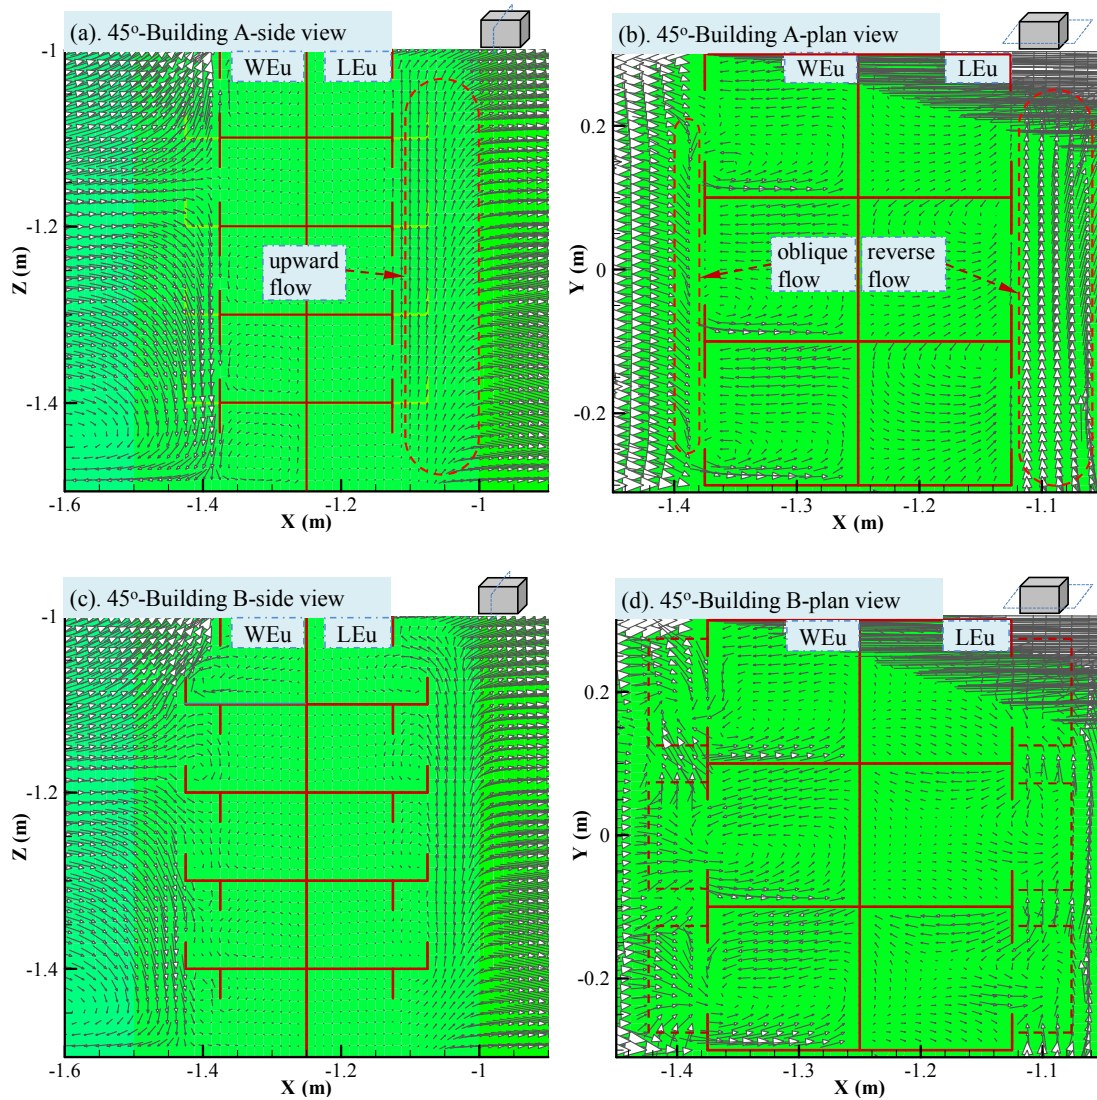 (a). 45°-Building A-side view
WEu
LEu
upward
flow
-1
-1.2
-1.4
Z (m)
-1.6
-1.4
-1.2
-1
X (m)
(b). 45°-Building A-plan view
WEu
LEu
oblique
flow
reverse
flow
0.2
0
-0.2
Y (m)
-1.4
-1.3
-1.2
-1.1
X (m)
(c). 45°-Building B-side view
WEu
LEu
-1
-1.2
-1.4
Z (m)
-1.6
-1.4
-1.2
-1
X (m)
(d). 45°-Building B-plan view
WEu
LEu
0.2
0
-0.2
Y (m)
-1.4
-1.3
-1.2
-1.1
X (m)